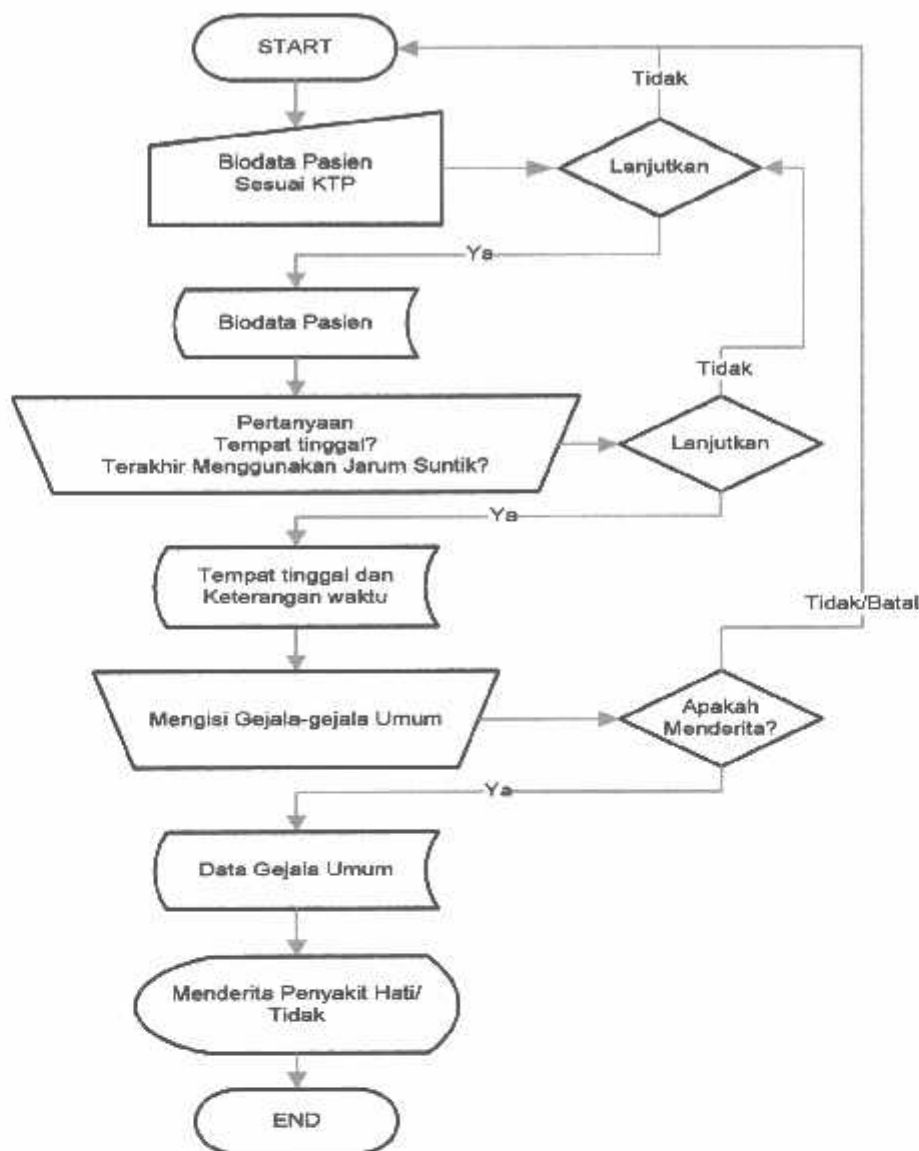 START
Tidak
Biodata Pasien
Sesuai KTP
Lanjutkan
Ya
Biodata Pasien
Tidak
Pertanyaan
Tempat tinggal?
Terakhir Menggunakan Jarum Suntik?
Lanjutkan
Ya
Tempat tinggal dan
Keterangan waktu
Tidak/Batal
Mengisi Gejala-gejala Umum
Apakah
Menderita?
Ya
Data Gejala Umum
Menderita Penyakit Hati/
Tidak
END